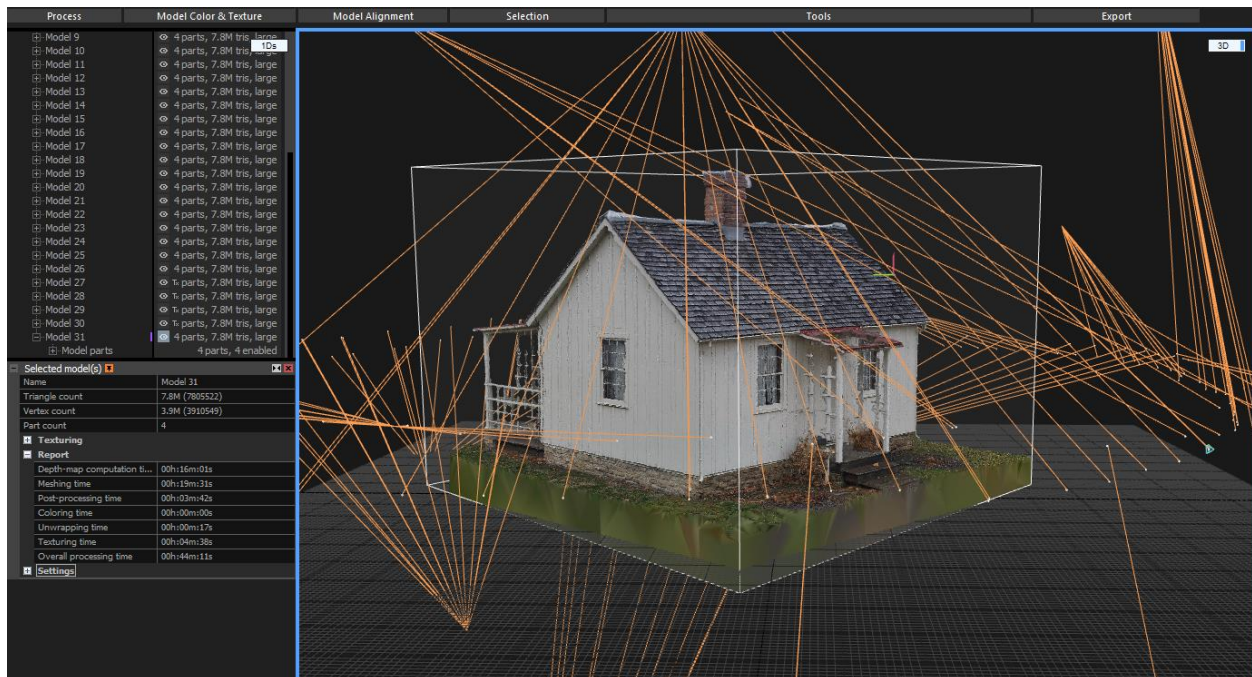 Process Model Color & Texture Model Alignment Selection Tools Export
Model 9 4 parts, 7.8M tris, large
1Ds
3D
Model 10 4 parts, 7.8M tris, large
Model 11 4 parts, 7.8M tris, large
Model 12 4 parts, 7.8M tris, large
Model 13 4 parts, 7.8M tris, large
Model 14 4 parts, 7.8M tris, large
Model 15 4 parts, 7.8M tris, large
Model 16 4 parts, 7.8M tris, large
Model 17 4 parts, 7.8M tris, large
Model 18 4 parts, 7.8M tris, large
Model 19 4 parts, 7.8M tris, large
Model 20 4 parts, 7.8M tris, large
Model 21 4 parts, 7.8M tris, large
Model 22 4 parts, 7.8M tris, large
Model 23 4 parts, 7.8M tris, large
Model 24 4 parts, 7.8M tris, large
Model 25 4 parts, 7.8M tris, large
Model 26 4 parts, 7.8M tris, large
Model 27 parts, 7.8M tris, large
Model 28 parts, 7.8M tris, large
Model 29 parts, 7.8M tris, large
Model 30 parts, 7.8M tris, large
Model 31 4 parts, 7.8M tris, large
Model parts 4 parts, 4 enabled
Selected model(s)
Name Model 31
Triangle count 7.8M (7805522)
Vertex count 3.9M (3910549)
Part count 4
Texturing
Report
Depth-map computation ti... 00h:16m:01s
Meshing time 00h:19m:31s
Post-processing time 00h:03m:42s
Coloring time 00h:00m:00s
Unwrapping time 00h:00m:17s
Texturing time 00h:04m:38s
Overall processing time 00h:44m:11s
Settings